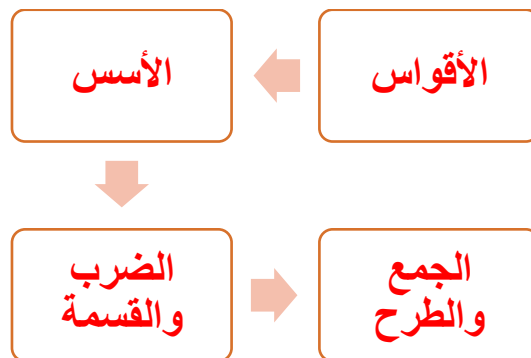 الأقواس
الأسس
الضرب
والقسمة
الجمع
والطرح